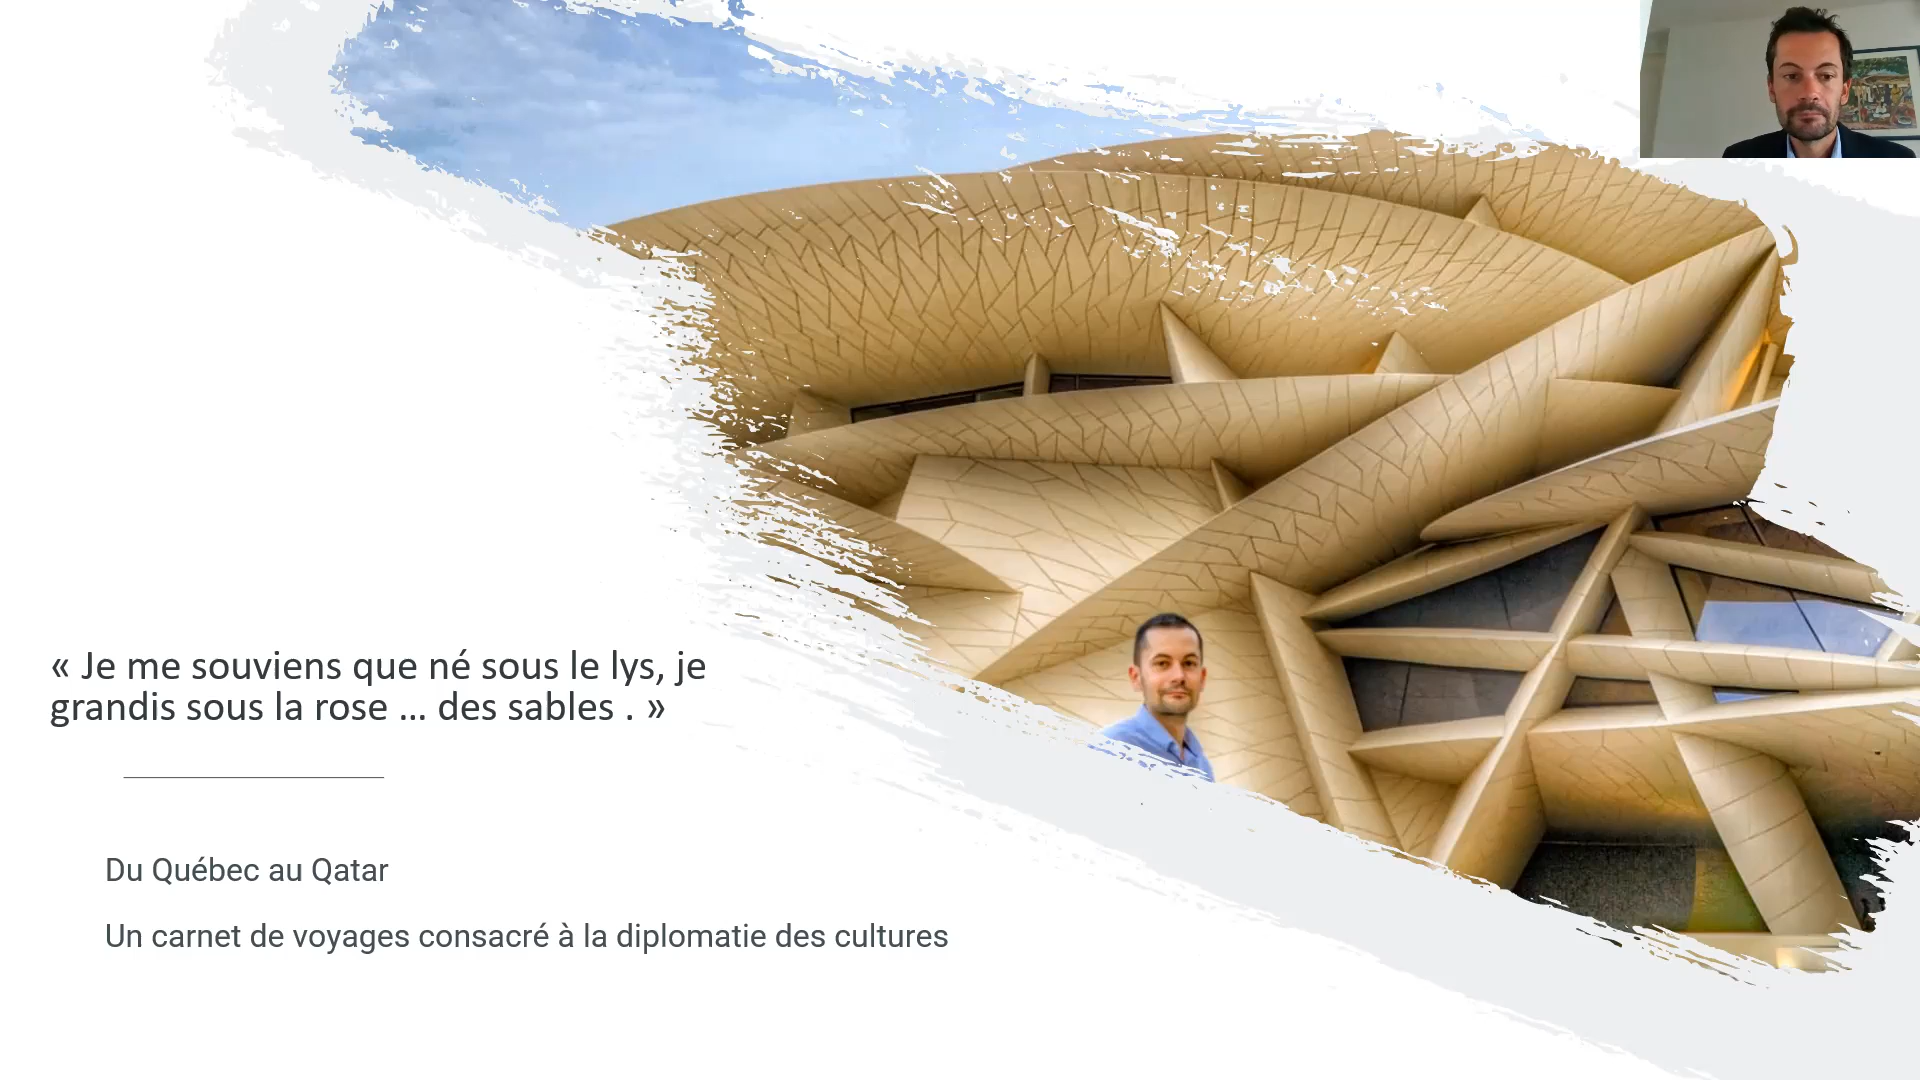 « Je me souviens que né sous le lys, je
grandis sous la rose ... des sables . »
Du Québec au Qatar
Un carnet de voyages consacré à la diplomatie des cultures